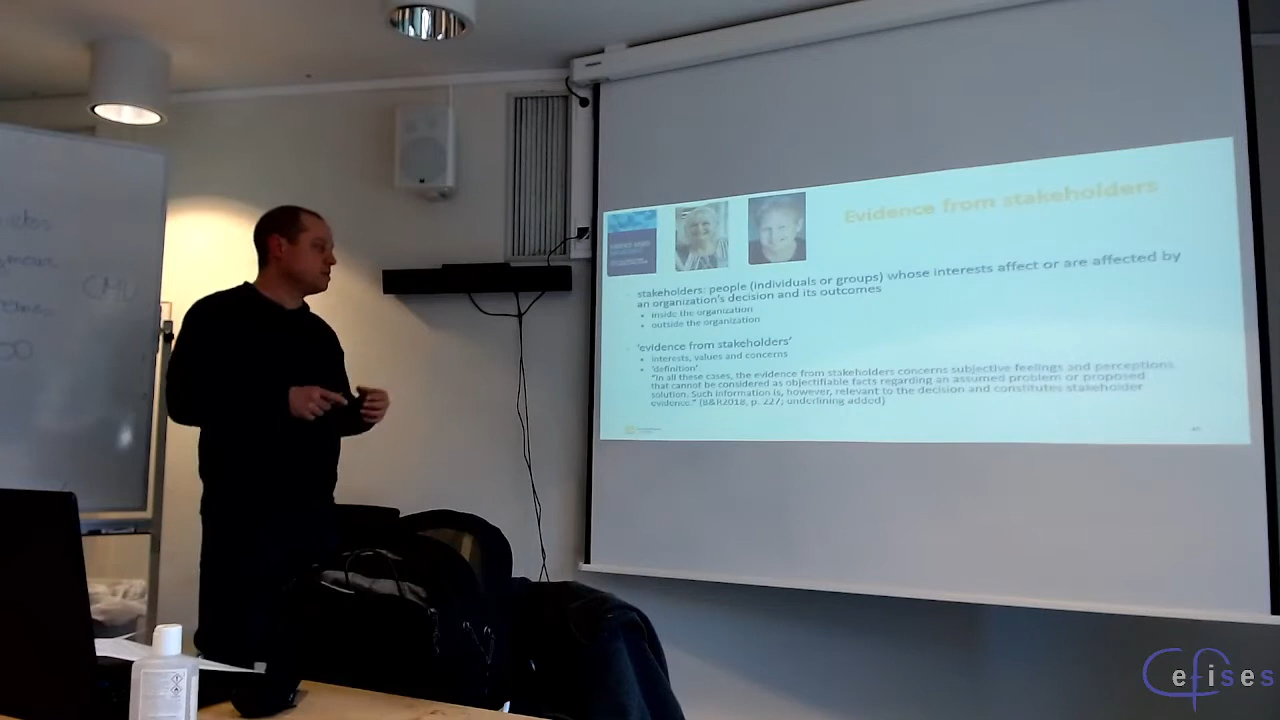 Evidence from stakeholders
stakeholders: people (individuals or groups) whose interests affect or are affected by
an organization's decision and its outcomes
• inside the organization
• outside the organization
'evidence from stakeholders'
• interests, values and concerns
• 'definition'
"In all these cases, the evidence from stakeholders concerns subjective feelings and perceptions
that cannot be considered as objectifiable facts regarding an assumed problem or proposed
solution. Such information is, however, relevant to the decision and constitutes stakeholder
evidence." (B&R2018, p. 227; underlining added)
CMU
efises